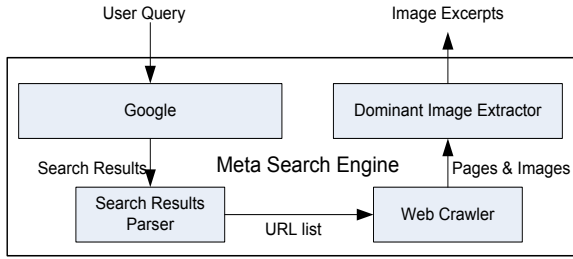 User Query
Image Excerpts
Google
Dominant Image Extractor
Search Results
Meta Search Engine
Pages & Images
Search Results
Parser
URL list
Web Crawler